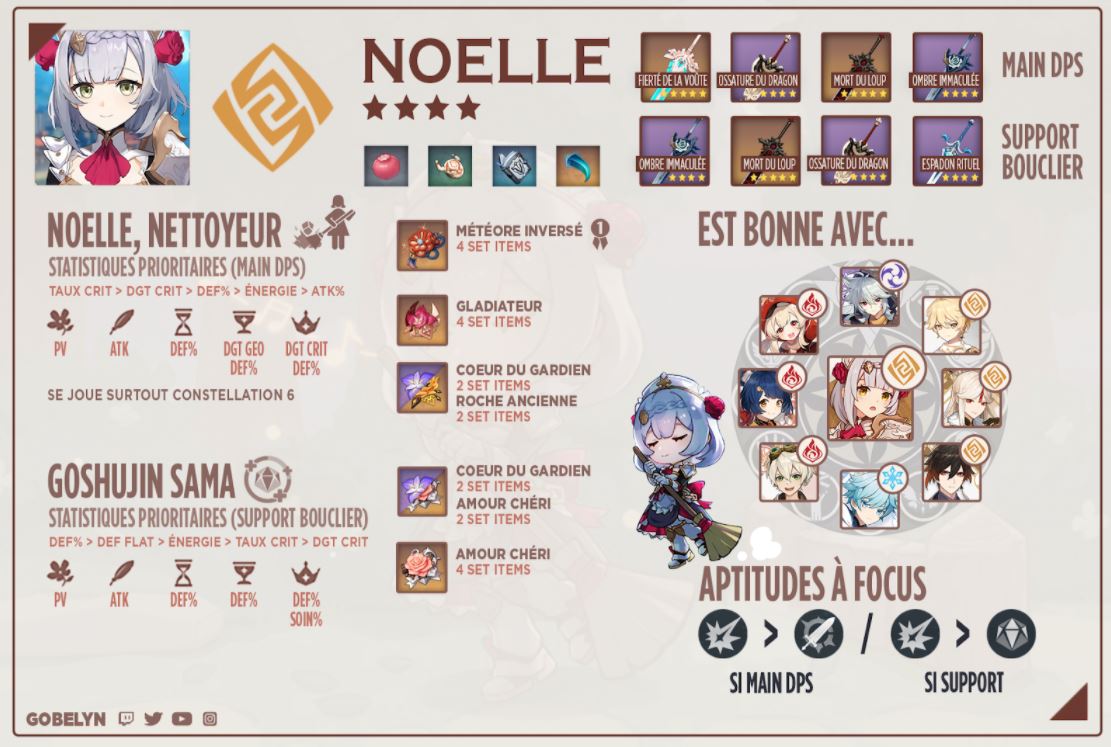 NOELLE
FIERTÉ DE LA VOÛTE
OSSATURE DU DRAGON
MORT DU LOUP
OMBRE IMMACULÉE
MAIN DPS
OMBRE IMMACULÉE
MORT DU LOUP
OSSATURE DU DRAGON
ESPADON RITUEL
SUPPORT
BOUCLIER
NOELLE, NETTOYEUR
STATISTIQUES PRIORITAIRES (MAIN DPS)
TAUX CRIT > DGT CRIT > DEF% > ÉNERGIE > ATK%
PV
ATK
DEF%
DGT GEO
DEF%
DGT CRIT
DEF%
SE JOUE SURTOUT CONSTELLATION 6
MÉTÉORE INVERSÉ
1
4 SET ITEMS
GLADIATEUR
4 SET ITEMS
COEUR DU GARDIEN
2 SET ITEMS
ROCHE ANCIENNE
2 SET ITEMS
GOSHUJIN SAMA
STATISTIQUES PRIORITAIRES (SUPPORT BOUCLIER)
DEF% > DEF FLAT > ÉNERGIE > TAUX CRIT > DGT CRIT
PV
ATK
DEF%
DEF%
DEF%
SOIN%
COEUR DU GARDIEN
2 SET ITEMS
AMOUR CHÉRI
2 SET ITEMS
AMOUR CHÉRI
4 SET ITEMS
EST BONNE AVEC...
APTITUDES À FOCUS
> / >
SI MAIN DPS
SI SUPPORT
GOBELYN